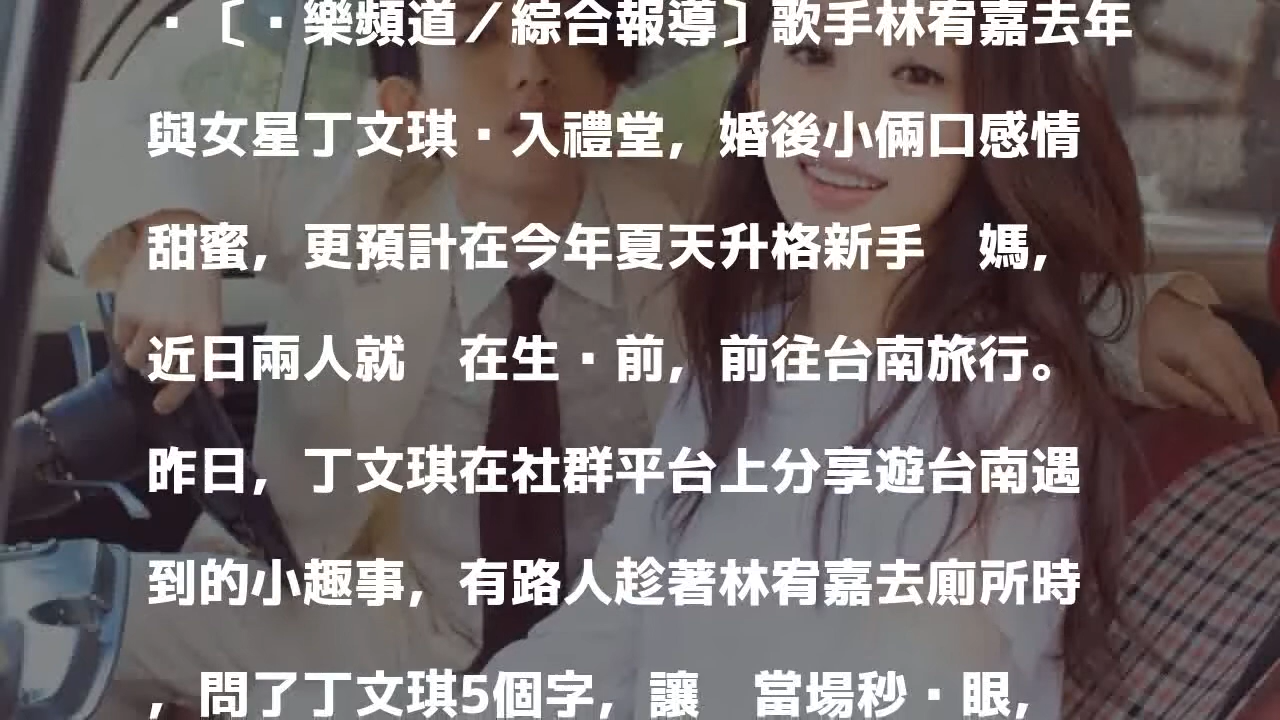 ·〔·樂頻道／綜合報導〕歌手林宥嘉去年
與女星丁文琪·入禮堂，婚後小倆口感情
甜蜜，更預計在今年夏天升格新手　媽，
近日兩人就　在生·前，前往台南旅行。
昨日，丁文琪在社群平台上分享遊台南遇
到的小趣事，有路人趁著林宥嘉去廁所時
，問了丁文琪5個字，讓　當場秒·眼，